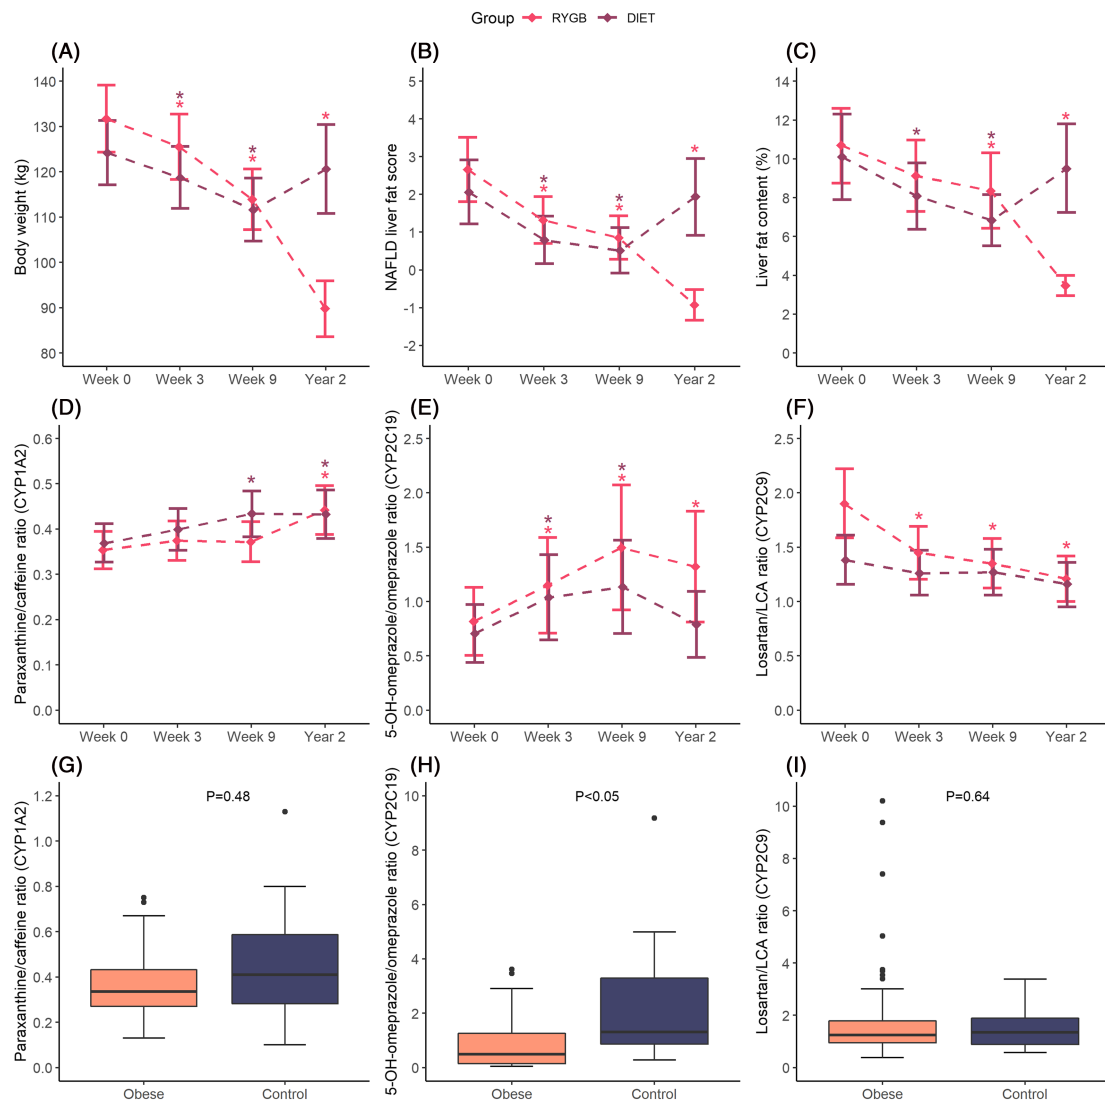 Group RYGB DIET
(A)
Body weight (kg)
140
130
120
110
100
90
80
* *
* *
*
Week 0 Week 3 Week 9 Year 2
(B)
NAFLD liver fat score
5
4
3
2
1
0
-1
-2
* *
* *
*
Week 0 Week 3 Week 9 Year 2
(C)
Liver fat content (%)
14
12
10
8
6
4
2
0
*
* *
*
Week 0 Week 3 Week 9 Year 2
(D)
Paraxanthine/caffeine ratio (CYP1A2)
0.6
0.5
0.4
0.3
0.2
0.1
0.0
*
* *
Week 0 Week 3 Week 9 Year 2
(E)
5-OH-omeprazole/omeprazole ratio (CYP2C19)
2.5
2.0
1.5
1.0
0.5
0.0
* *
* *
*
Week 0 Week 3 Week 9 Year 2
(F)
Losartan/LCA ratio (CYP2C9)
2.5
2.0
1.5
1.0
0.5
0.0
*
*
*
Week 0 Week 3 Week 9 Year 2
(G)
Paraxanthine/caffeine ratio (CYP1A2)
P=0.48
1.2
1.0
0.8
0.6
0.4
0.2
0.0
Obese Control
(H)
5-OH-omeprazole/omeprazole ratio (CYP2C19)
P<0.05
10
8
6
4
2
0
Obese Control
(I)
Losartan/LCA ratio (CYP2C9)
P=0.64
10
8
6
4
2
0
Obese Control